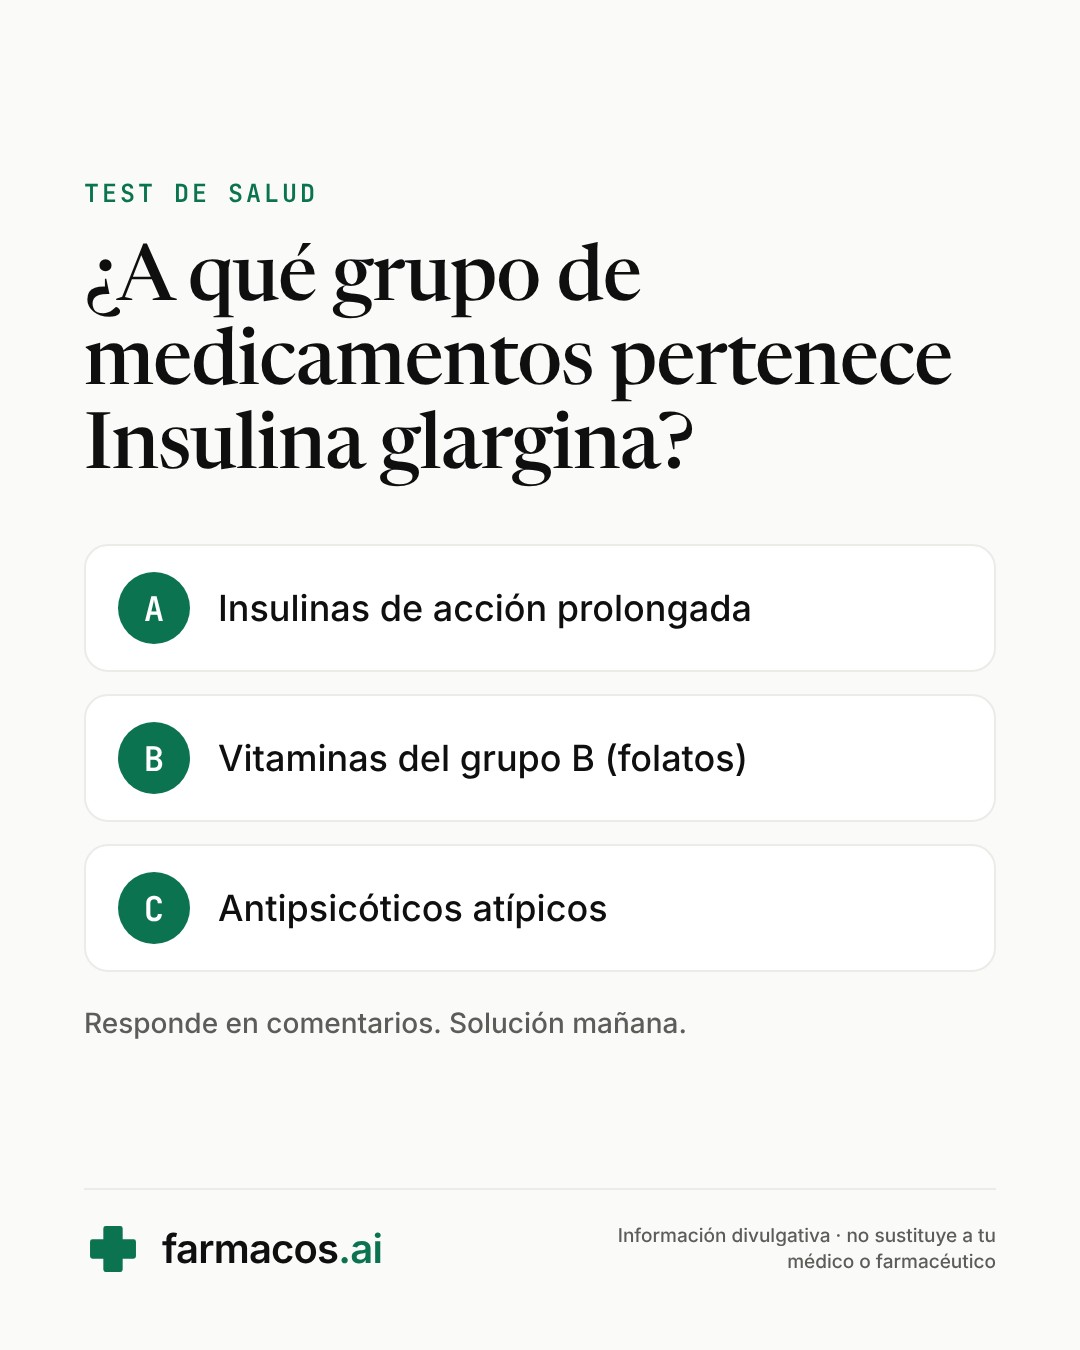 TEST DE SALUD
¿A qué grupo de
medicamentos pertenece
Insulina glargina?
A Insulinas de acción prolongada
B Vitaminas del grupo B (folatos)
C Antipsicóticos atípicos
Responde en comentarios. Solución mañana.
farmacos.ai
Información divulgativa · no sustituye a tu
médico o farmacéutico